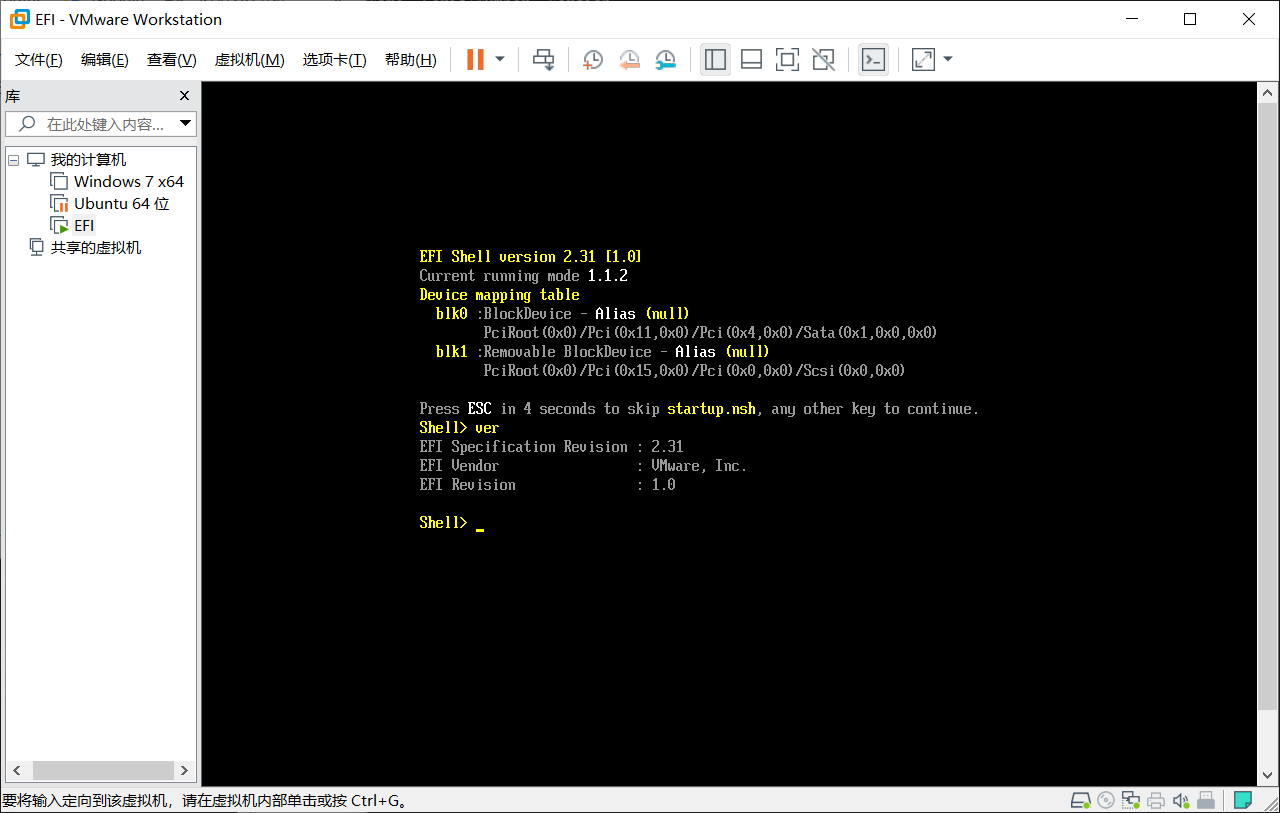 EFI - VMware Workstation
文件(F) 编辑(E) 查看(V) 虚拟机(M) 选项卡(T) 帮助(H)
库
在此处键入内容...
我的计算机
Windows 7 x64
Ubuntu 64 位
EFI
共享的虚拟机
EFI Shell version 2.31 [1.0]
Current running mode 1.1.2
Device mapping table
blk0 :BlockDevice - Alias (null)
PciRoot(0x0)/Pci(0x11,0x0)/Pci(0x4,0x0)/Sata(0x1,0x0,0x0)
blk1 :Removable BlockDevice - Alias (null)
PciRoot(0x0)/Pci(0x15,0x0)/Pci(0x0,0x0)/Scsi(0x0,0x0)
Press ESC in 4 seconds to skip startup.nsh, any other key to continue.
Shell> ver
EFI Specification Revision : 2.31
EFI Vendor : VMware, Inc.
EFI Revision : 1.0
Shell> _
要将输入定向到该虚拟机，请在虚拟机内部单击或按 Ctrl+G。